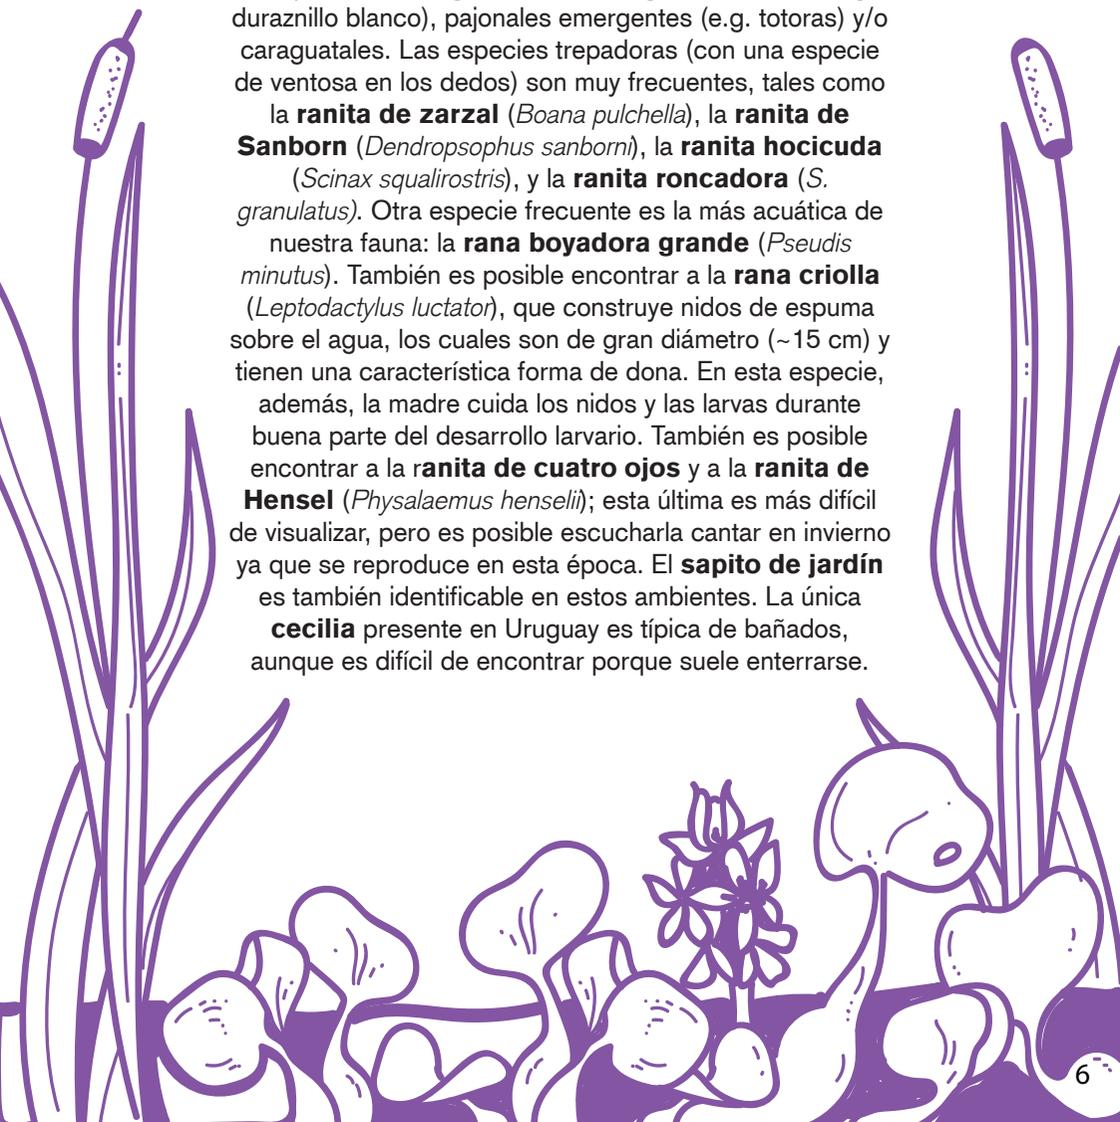 duraznillo blanco), pajonales emergentes (e.g. totoras) y/o
caraguatales. Las especies trepadoras (con una especie
de ventosa en los dedos) son muy frecuentes, tales como
la ranita de zarzal (Boana pulchella), la ranita de
Sanborn (Dendropsophus sanborni), la ranita hocicuda
(Scinax squalirostris), y la ranita roncadora (S.
granulatus). Otra especie frecuente es la más acuática de
nuestra fauna: la rana boyadora grande (Pseudis
minutus). También es posible encontrar a la rana criolla
(Leptodactylus luctator), que construye nidos de espuma
sobre el agua, los cuales son de gran diámetro (~15 cm) y
tienen una característica forma de dona. En esta especie,
además, la madre cuida los nidos y las larvas durante
buena parte del desarrollo larvario. También es posible
encontrar a la ranita de cuatro ojos y a la ranita de
Hensel (Physalaemus henselii); esta última es más difícil
de visualizar, pero es posible escucharla cantar en invierno
ya que se reproduce en esta época. El sapito de jardín
es también identificable en estos ambientes. La única
cecilia presente en Uruguay es típica de bañados,
aunque es difícil de encontrar porque suele enterrarse.
6